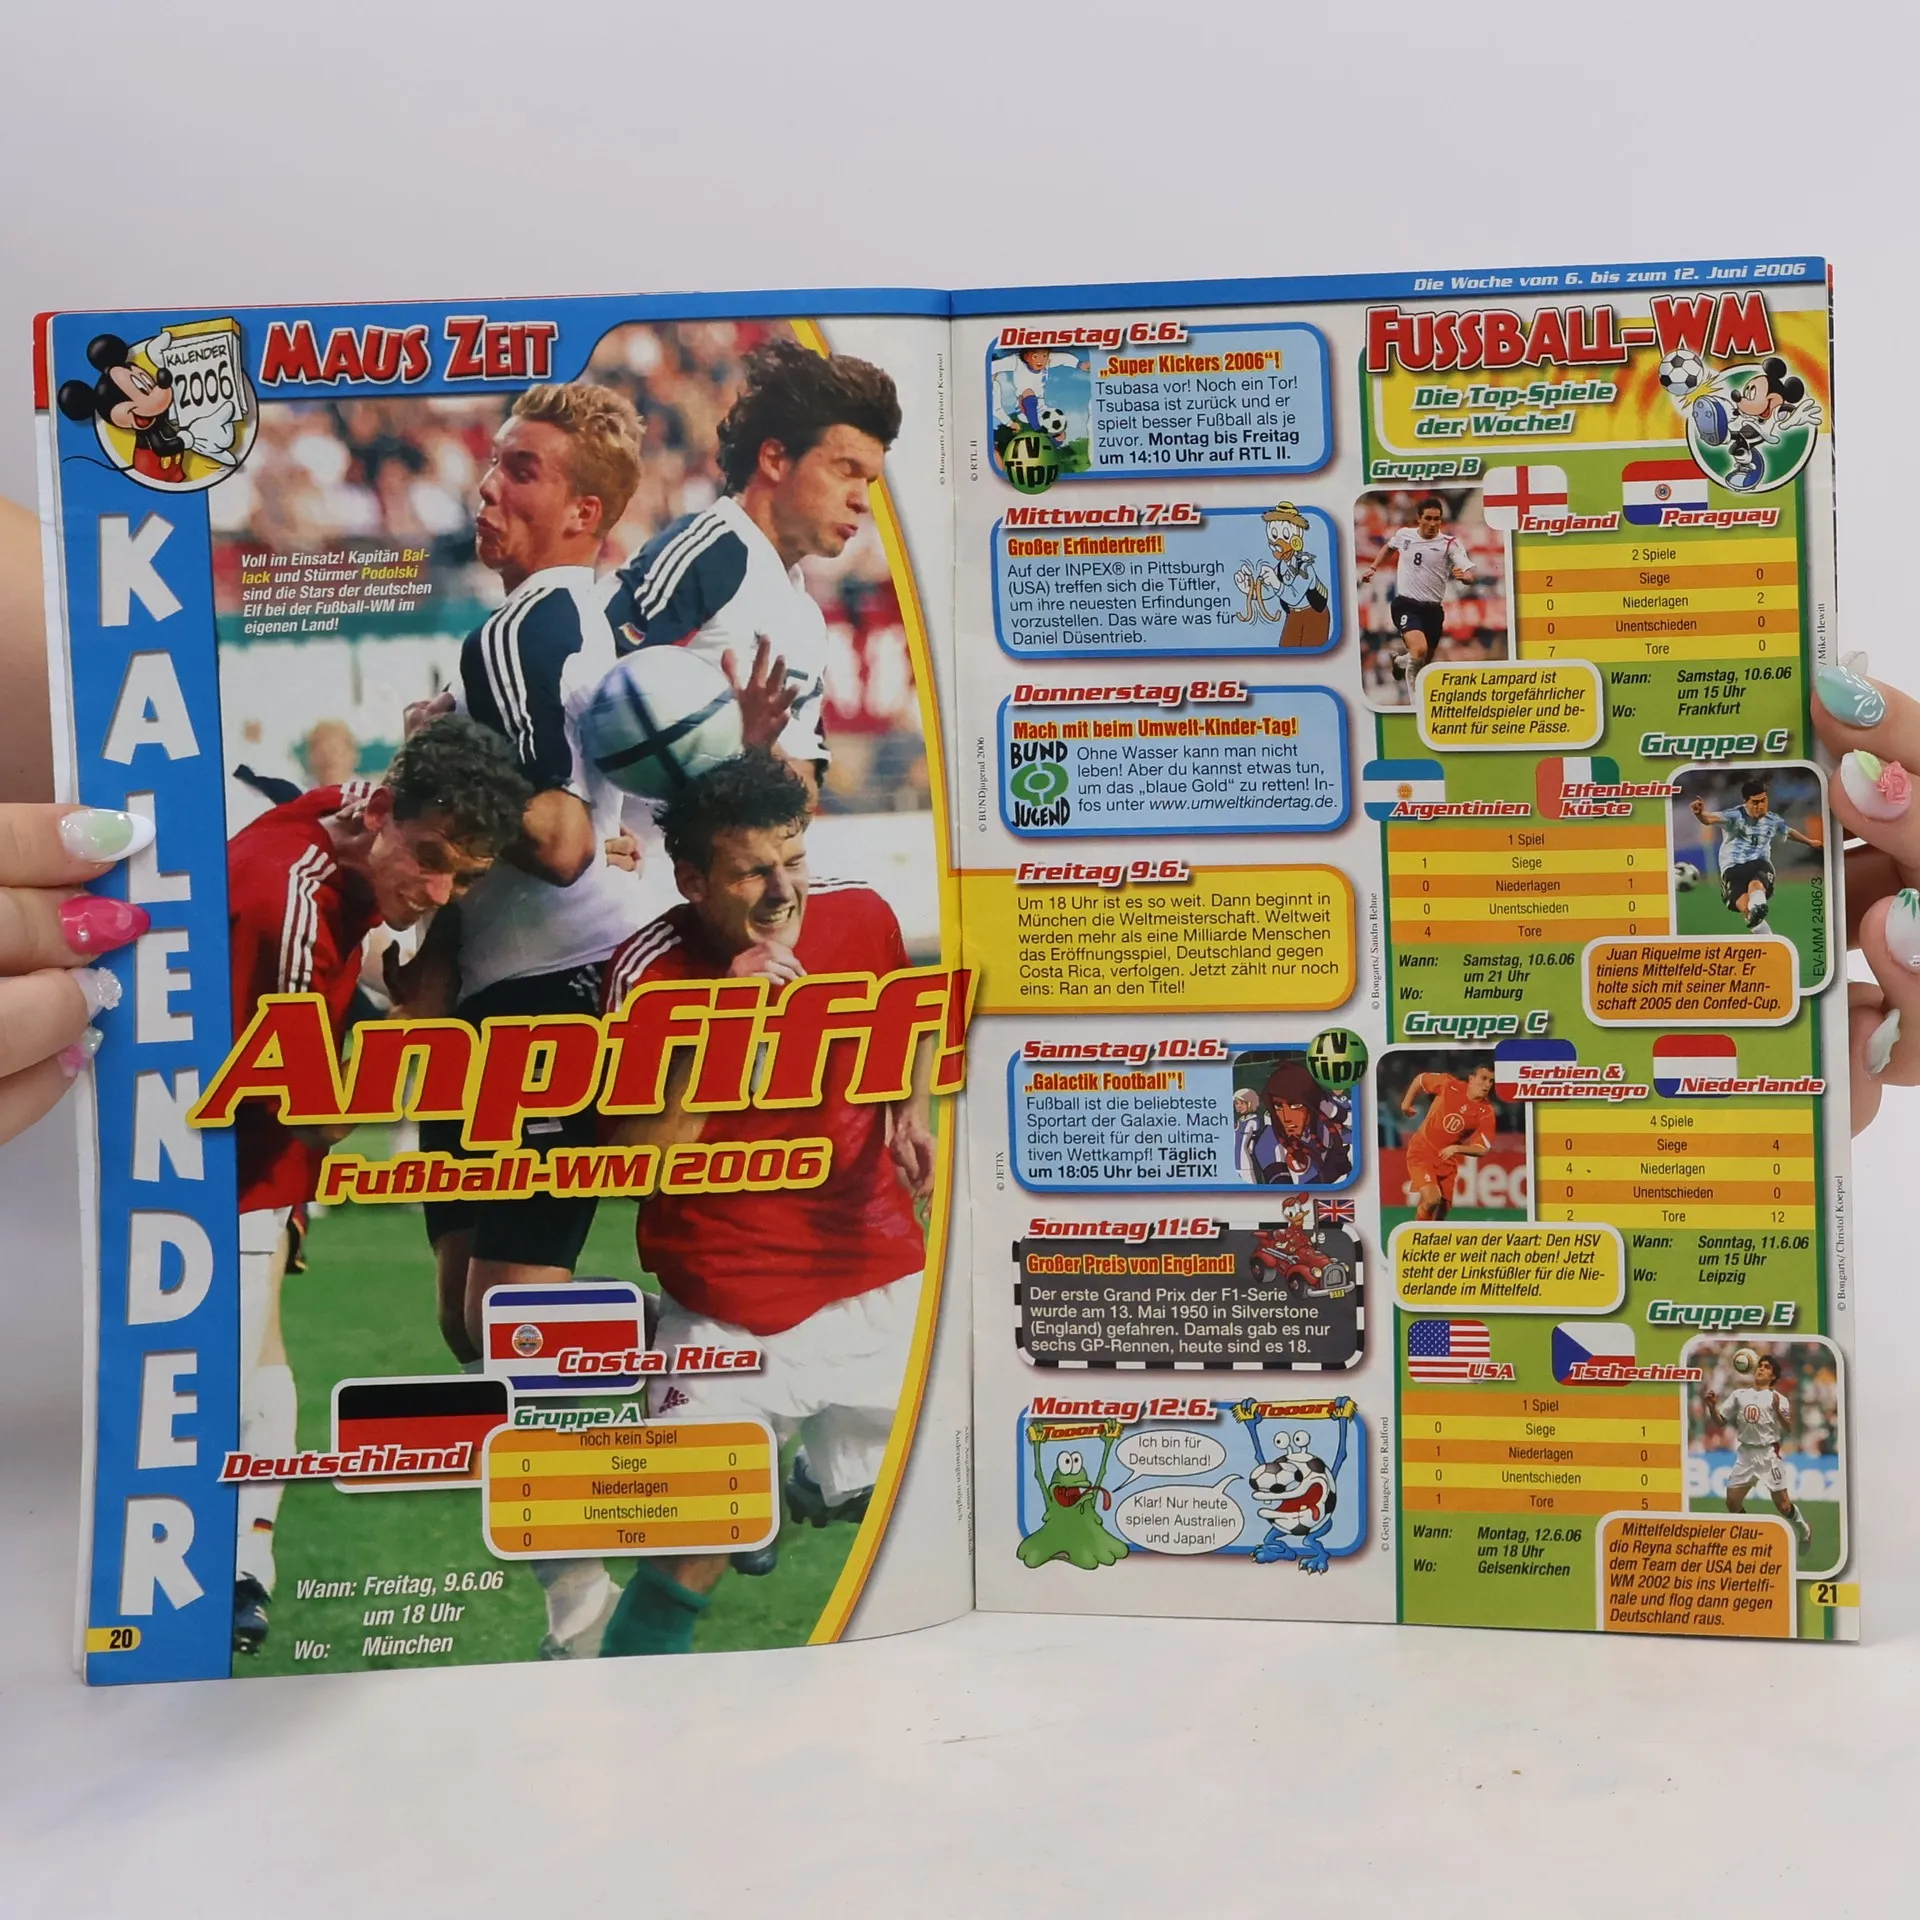 KALENDER
2006
MAUS ZEIT
KALENDER
Voll im Einsatz! Kapitän Bal-
lack und Stürmer Podolski
sind die Stars der deutschen
Elf bei der Fußball-WM im
eigenen Land!
© Bongarts / Christof Koepsel
Anpfiff!
Fußball-WM 2006
Costa Rica
Deutschland
Gruppe A
noch kein Spiel
0 Siege 0
0 Niederlagen 0
0 Unentschieden 0
0 Tore 0
Wann: Freitag, 9.6.06
um 18 Uhr
Wo: München
20
Die Woche vom 6. bis zum 12. Juni 2006
Dienstag 6.6.
„Super Kickers 2006“!
Tsubasa vor! Noch ein Tor!
Tsubasa ist zurück und er
spielt besser Fußball als je
zuvor. Montag bis Freitag
um 14:10 Uhr auf RTL II.
TV-
Tipp
© RTL II
Mittwoch 7.6.
Großer Erfindertreff!
Auf der INPEX® in Pittsburgh
(USA) treffen sich die Tüftler,
um ihre neuesten Erfindungen
vorzustellen. Das wäre was für
Daniel Düsentrieb.
Donnerstag 8.6.
Mach mit beim Umwelt-Kinder-Tag!
BUND
JUGEND
Ohne Wasser kann man nicht
leben! Aber du kannst etwas tun,
um das „blaue Gold“ zu retten! In-
fos unter www.umweltkindertag.de.
© BUNDjugend 2006
Freitag 9.6.
Um 18 Uhr ist es so weit. Dann beginnt in
München die Weltmeisterschaft. Weltweit
werden mehr als eine Milliarde Menschen
das Eröffnungsspiel, Deutschland gegen
Costa Rica, verfolgen. Jetzt zählt nur noch
eins: Ran an den Titel!
Samstag 10.6.
TV-
Tipp
„Galactik Football“!
Fußball ist die beliebteste
Sportart der Galaxie. Mach
dich bereit für den ultima-
tiven Wettkampf! Täglich
um 18:05 Uhr bei JETIX!
© JETIX
Sonntag 11.6.
Großer Preis von England!
Der erste Grand Prix der F1-Serie
wurde am 13. Mai 1950 in Silverstone
(England) gefahren. Damals gab es nur
sechs GP-Rennen, heute sind es 18.
Montag 12.6.
Tooor!
Tooor!
Ich bin für
Deutschland!
Klar! Nur heute
spielen Australien
und Japan!
FUSSBALL-WM
Die Top-Spiele
der Woche!
Gruppe B
England
Paraguay
2 Spiele
2 Siege 0
0 Niederlagen 2
0 Unentschieden 0
7 Tore 0
Frank Lampard ist
Englands torgefährlicher
Mittelfeldspieler und be-
kannt für seine Pässe.
Wann: Samstag, 10.6.06
um 15 Uhr
Wo: Frankfurt
/ Mike Hewitt
Gruppe C
Argentinien
Elfenbein-
küste
1 Spiel
1 Siege 0
0 Niederlagen 1
0 Unentschieden 0
4 Tore 0
Wann: Samstag, 10.6.06
um 21 Uhr
Wo: Hamburg
Juan Riquelme ist Argen-
tiniens Mittelfeld-Star. Er
holte sich mit seiner Mann-
schaft 2005 den Confed-Cup.
EV-MM 2406/3
© Bongarts/ Sandra Behne
Gruppe C
Serbien &
Montenegro
Niederlande
4 Spiele
0 Siege 4
4 Niederlagen 0
0 Unentschieden 0
2 Tore 12
Rafael van der Vaart: Den HSV
kickte er weit nach oben! Jetzt
steht der Linksfüßler für die Nie-
derlande im Mittelfeld.
Wann: Sonntag, 11.6.06
um 15 Uhr
Wo: Leipzig
© Bongarts/ Christof Koepsel
Gruppe E
USA
Tschechien
1 Spiel
0 Siege 1
1 Niederlagen 0
0 Unentschieden 0
1 Tore 5
Wann: Montag, 12.6.06
um 18 Uhr
Wo: Gelsenkirchen
Mittelfeldspieler Clau-
dio Reyna schaffte es mit
dem Team der USA bei der
WM 2002 bis ins Viertelfi-
nale und flog dann gegen
Deutschland raus.
© Getty Images/ Ben Radford
21